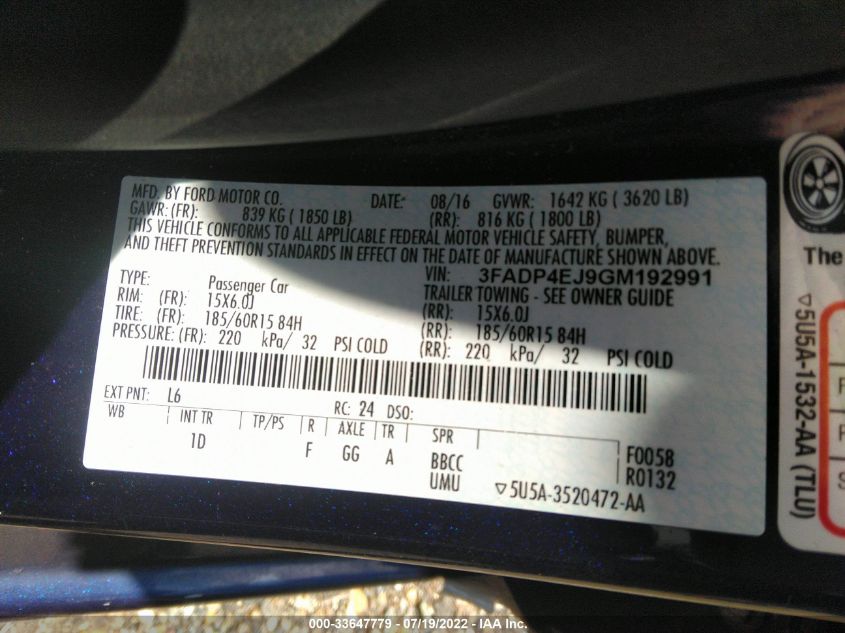 MFD. BY FORD MOTOR CO. DATE: 08/16 GVWR: 1642 KG ( 3620 LB)
GAWR: (FR): 839 KG ( 1850 LB) (RR): 816 KG ( 1800 LB)
THIS VEHICLE CONFORMS TO ALL APPLICABLE FEDERAL MOTOR VEHICLE SAFETY, BUMPER,
AND THEFT PREVENTION STANDARDS IN EFFECT ON THE DATE OF MANUFACTURE SHOWN ABOVE.
VIN: 3FADP4EJ9GM192991
TYPE: Passenger Car TRAILER TOWING - SEE OWNER GUIDE
RIM: (FR): 15X6.0J (RR): 15X6.0J
TIRE: (FR): 185/60R15 84H (RR): 185/60R15 84H
PRESSURE: (FR): 220 kPa/ 32 PSI COLD (RR): 220 kPa/ 32 PSI COLD
EXT PNT: L6 RC: 24 DSO:
WB INT TR TP/PS R AXLE TR SPR
1D F GG A BBCC F0058
UMU R0132
▽5U5A-3520472-AA
The
▽5U5A-1532-AA (TLU)
000-33647779 - 07/19/2022 - IAA Inc.